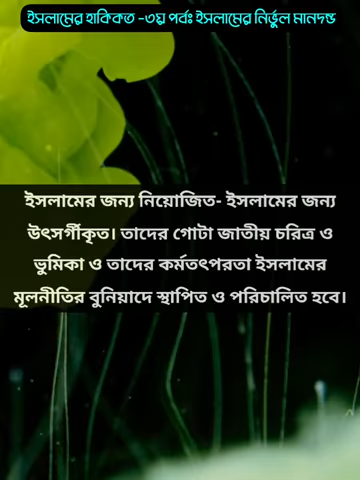 ইসলামের হাকিকত -৩য় পর্বঃ ইসলামের নির্ভুল মানদন্ড
ইসলামের জন্য নিয়োজিত- ইসলামের জন্য
উৎসর্গীকৃত। তাদের গোটা জাতীয় চরিত্র ও
ভুমিকা ও তাদের কর্মতৎপরতা ইসলামের
মূলনীতির বুনিয়াদে স্থাপিত ও পরিচালিত হবে।